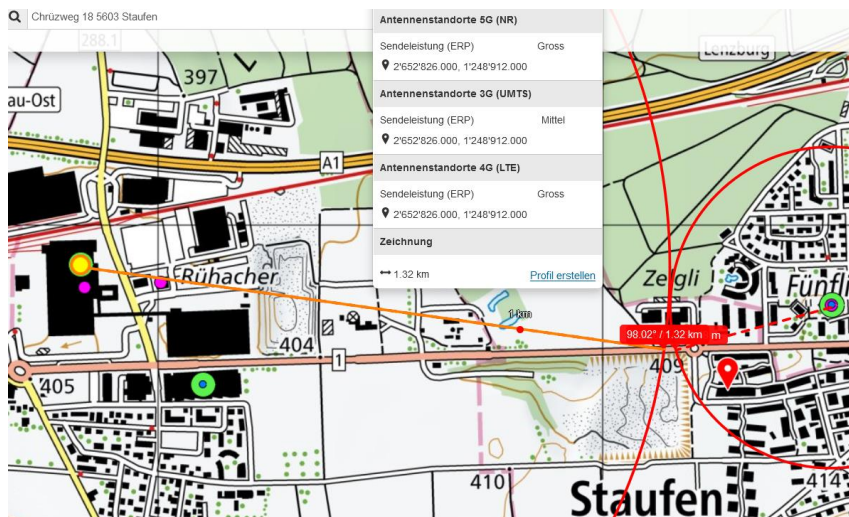 Chrüzweg 18 5603 Staufen
288.1
397
au-Ost
A1
Antennenstandorte 5G (NR)
Sendeleistung (ERP) Gross
2'652'826.000, 1'248'912.000
Antennenstandorte 3G (UMTS)
Sendeleistung (ERP) Mittel
2'652'826.000, 1'248'912.000
Antennenstandorte 4G (LTE)
Sendeleistung (ERP) Gross
2'652'826.000, 1'248'912.000
Zeichnung
1.32 km Profil erstellen
Lenzburg
Rühacher
Zelgli
Fünfli
1 km
98.02° / 1.32 km m
404
1
409
405
410
414
Staufen